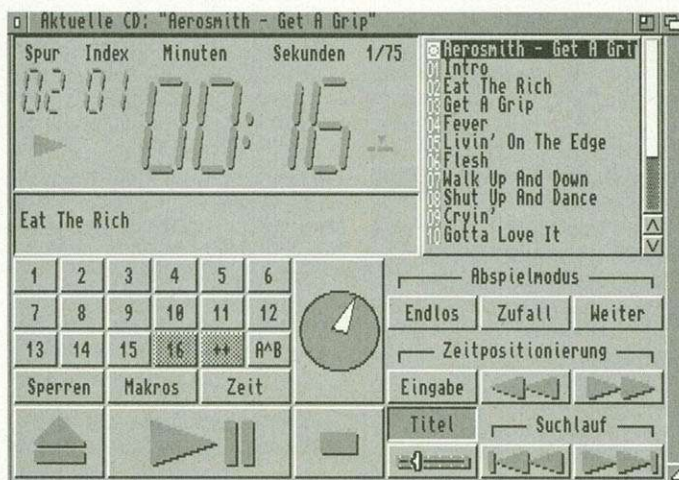 Aktuelle CD: "Aerosmith - Get A Grip"
Spur Index Minuten Sekunden 1/75
02 01 00:16
Eat The Rich
Aerosmith - Get A Gri
01 Intro
02 Eat The Rich
03 Get A Grip
04 Fever
05 Livin' On The Edge
06 Flesh
07 Walk Up And Down
08 Shut Up And Dance
09 Cryin'
10 Gotta Love It
1 2 3 4 5 6
7 8 9 10 11 12
13 14 15 16 ++ A^B
Sperren Makros Zeit
Abspielmodus
Endlos Zufall Weiter
Zeitpositionierung
Eingabe
Titel Suchlauf